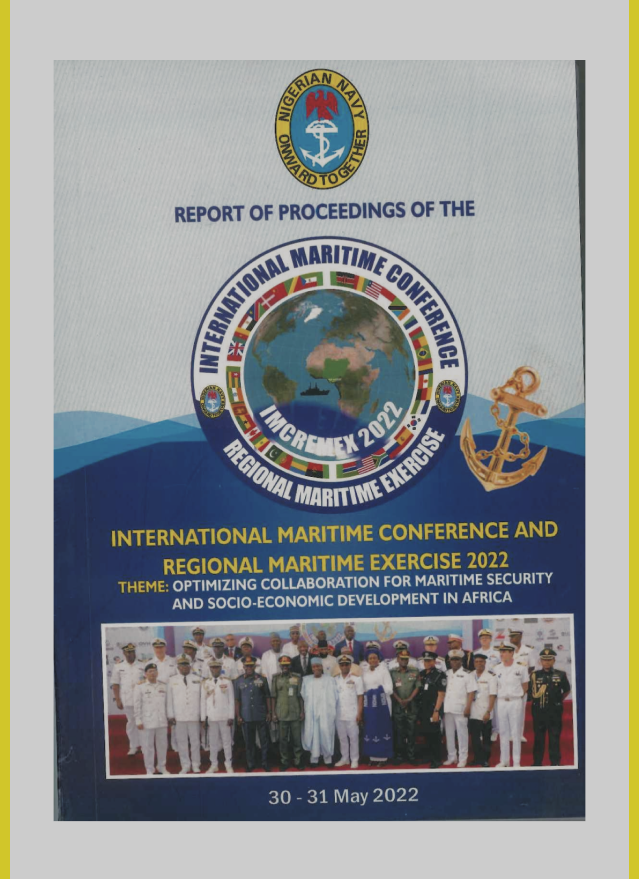 NIGERIAN NAVY
ONWARD TOGETHER
REPORT OF PROCEEDINGS OF THE
INTERNATIONAL MARITIME CONFERENCE
IMCREMEX 2022
REGIONAL MARITIME EXERCISE
INTERNATIONAL MARITIME CONFERENCE AND
REGIONAL MARITIME EXERCISE 2022
THEME: OPTIMIZING COLLABORATION FOR MARITIME SECURITY
AND SOCIO-ECONOMIC DEVELOPMENT IN AFRICA
30 - 31 May 2022